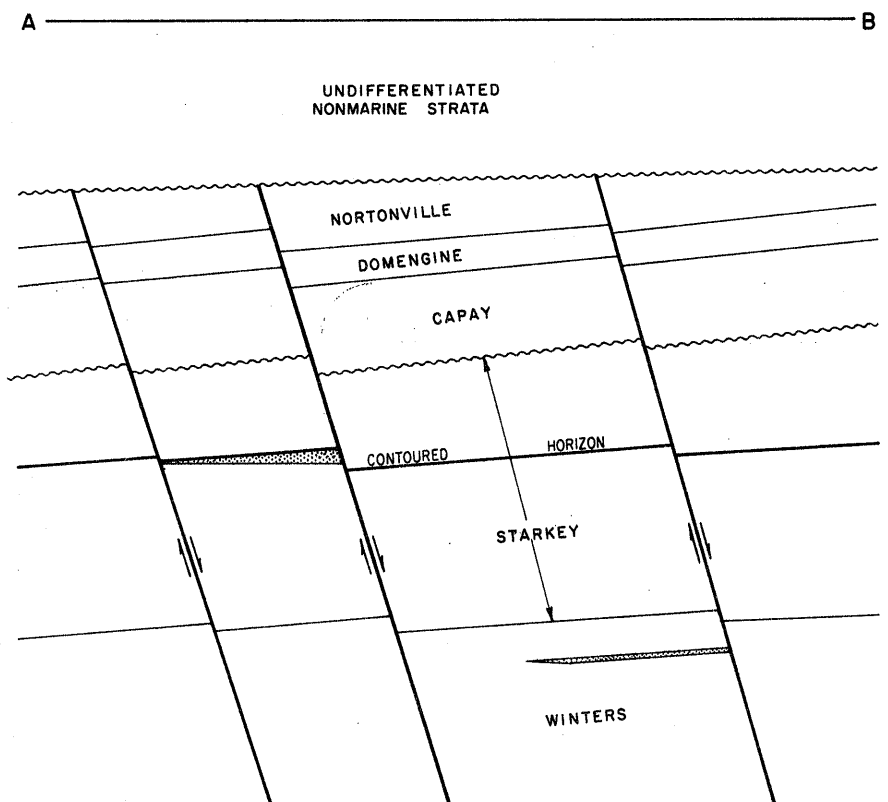 A B
UNDIFFERENTIATED
NONMARINE STRATA
NORTONVILLE
DOMENGINE
CAPAY
CONTOURED HORIZON
STARKEY
WINTERS